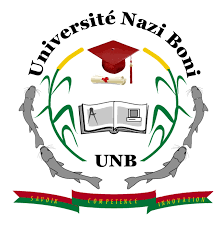 Université Nazi Boni
UNB
SAVOIR COMPETENCE INNOVATION